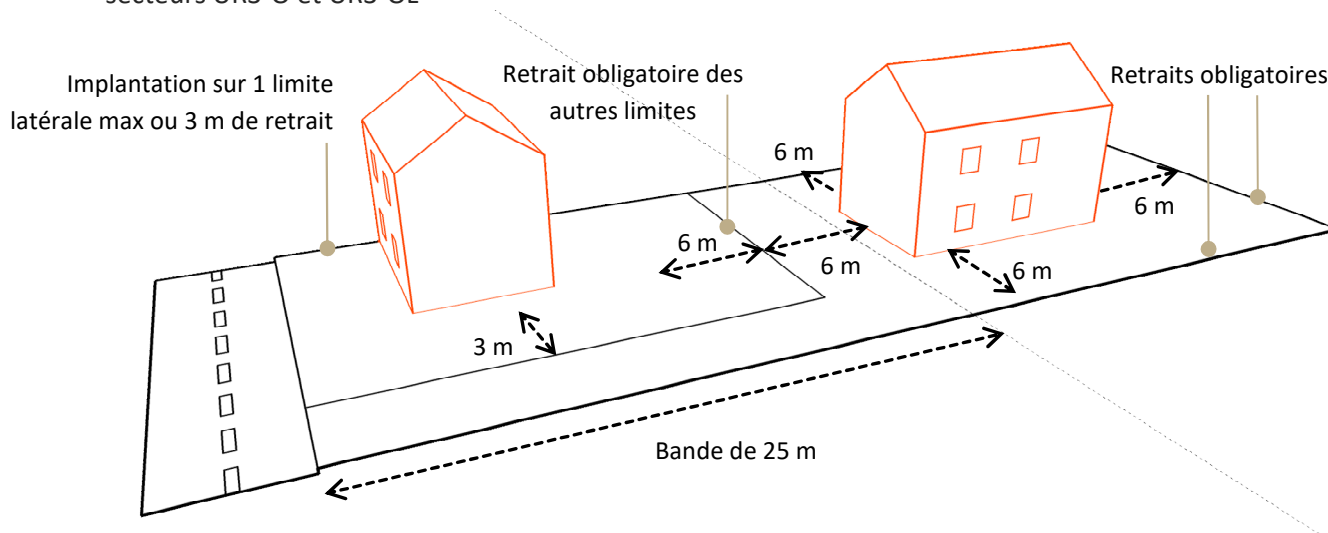 Implantation sur 1 limite
latérale max ou 3 m de retrait
Retrait obligatoire des
autres limites
Retraits obligatoires
6 m
6 m
6 m
6 m
6 m
3 m
Bande de 25 m